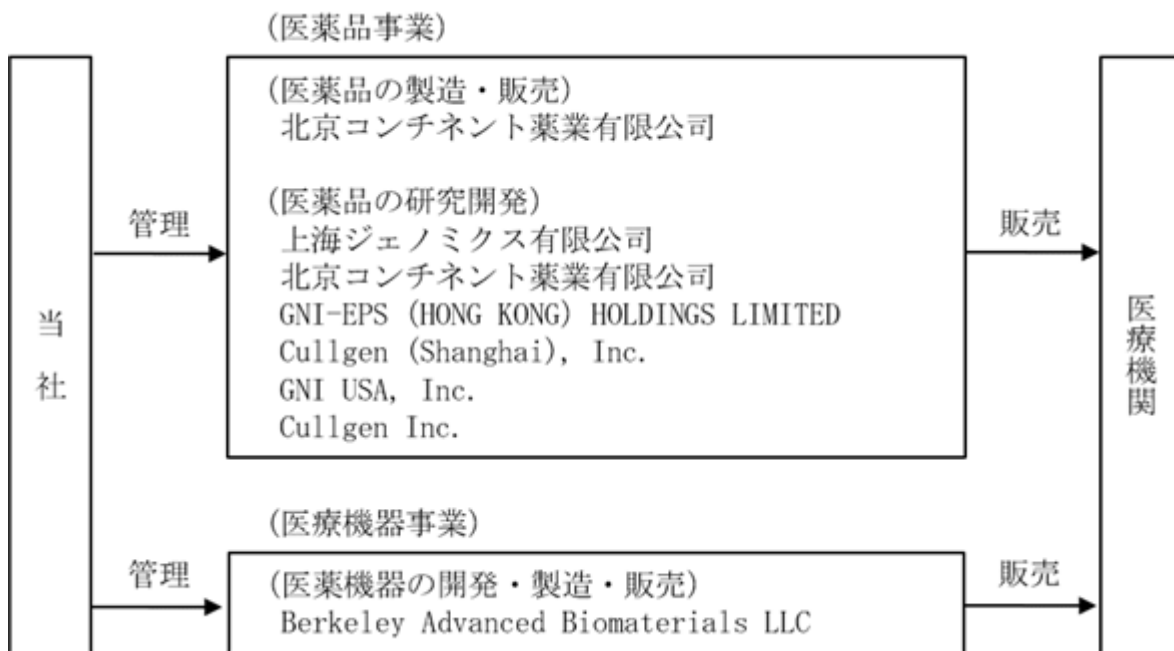 (医薬品事業)
(医薬品の製造・販売)
北京コンチネント薬業有限公司
(医薬品の研究開発)
上海ジェノミクス有限公司
北京コンチネント薬業有限公司
GNI-EPS (HONG KONG) HOLDINGS LIMITED
Cullgen (Shanghai), Inc.
GNI USA, Inc.
Cullgen Inc.
管理
販売
当社
医療機関
(医療機器事業)
(医薬機器の開発・製造・販売)
Berkeley Advanced Biomaterials LLC
管理
販売